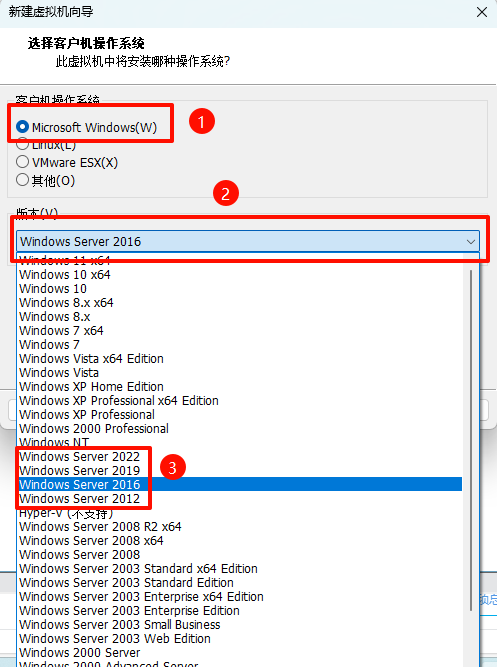 新建虚拟机向导
选择客户机操作系统
此虚拟机中将安装哪种操作系统?
客户机操作系统
Microsoft Windows(W)
1
Linux(L)
VMware ESX(X)
其他(O)
2
版本(V)
Windows Server 2016
Windows 11 x64
Windows 10 x64
Windows 10
Windows 8.x x64
Windows 8.x
Windows 7 x64
Windows 7
Windows Vista x64 Edition
Windows Vista
Windows XP Home Edition
Windows XP Professional x64 Edition
Windows XP Professional
Windows 2000 Professional
Windows NT
Windows Server 2022
Windows Server 2019
3
Windows Server 2016
Windows Server 2012
Hyper-V (不支持)
Windows Server 2008 R2 x64
Windows Server 2008 x64
Windows Server 2008
Windows Server 2003 Standard x64 Edition
Windows Server 2003 Standard Edition
Windows Server 2003 Enterprise x64 Edition
Windows Server 2003 Enterprise Edition
Windows Server 2003 Small Business
Windows Server 2003 Web Edition
Windows 2000 Server
Windows 2000 Advanced Server